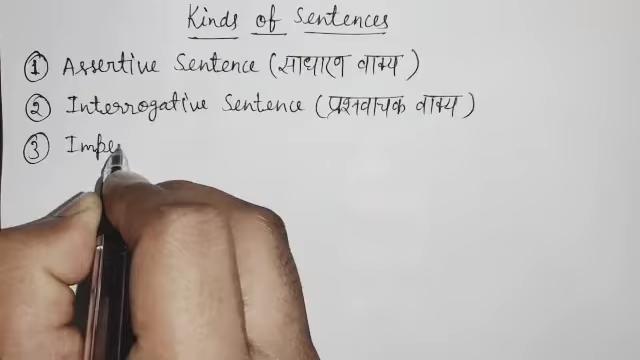 Kinds of Sentences
① Assertive Sentence (साधारण वाक्य)
② Interrogative Sentence (प्रश्नवाचक वाक्य)
③ Impe